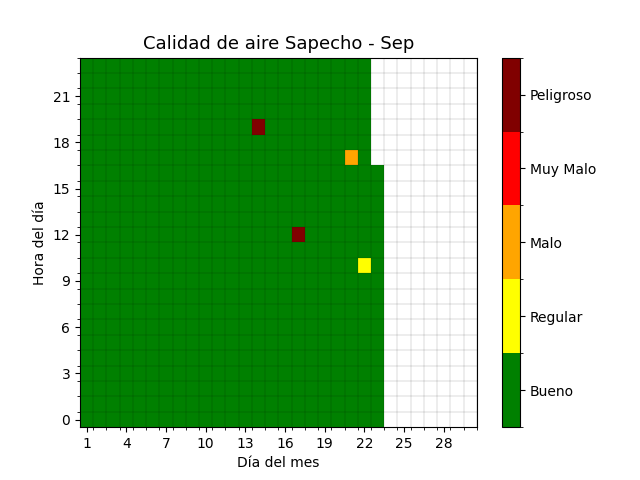 Calidad de aire Sapecho - Sep
Hora del día
21
18
15
12
9
6
3
0
1 4 7 10 13 16 19 22 25 28
Día del mes
Peligroso
Muy Malo
Malo
Regular
Bueno